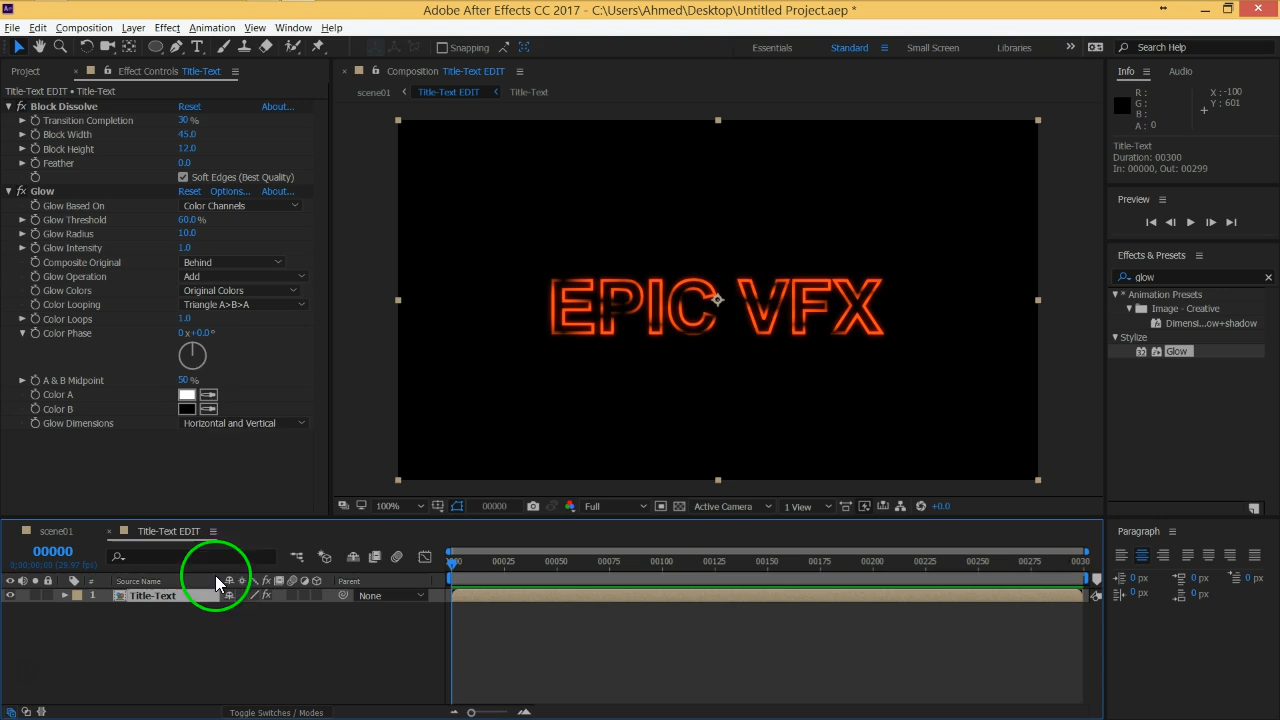 Adobe After Effects CC 2017 - C:\Users\Ahmed\Desktop\Untitled Project.aep *
File Edit Composition Layer Effect Animation View Window Help
Snapping Essentials Standard Small Screen Libraries Search Help
Project Effect Controls Title-Text
Title-Text EDIT • Title-Text
fx Block Dissolve Reset About...
Transition Completion 30 %
Block Width 45.0
Block Height 12.0
Feather 0.0
Soft Edges (Best Quality)
fx Glow Reset Options... About...
Glow Based On Color Channels
Glow Threshold 60.0 %
Glow Radius 10.0
Glow Intensity 1.0
Composite Original Behind
Glow Operation Add
Glow Colors Original Colors
Color Looping Triangle A>B>A
Color Loops 1.0
Color Phase 0 x+0.0 °
A & B Midpoint 50 %
Color A
Color B
Glow Dimensions Horizontal and Vertical
Composition Title-Text EDIT
scene01 Title-Text EDIT Title-Text
EPIC VFX
100% 00000 Full Active Camera 1 View +0.0
Info Audio
R : X : -100
G : Y : 601
B :
A : 0
Title-Text
Duration: 00300
In: 00000, Out: 00299
Preview
Effects & Presets
glow
* Animation Presets
Image - Creative
Dimensi...ow+shadow
Stylize
Glow
Paragraph
0 px 0 px 0 px
0 px 0 px
scene01 Title-Text EDIT
00000
0:00:00:00 (29.97 fps)
# Source Name fx Parent
1 Title-Text fx None
00025 00050 00075 00100 00125 00150 00175 00200 00225 00250 00275 0030
Toggle Switches / Modes